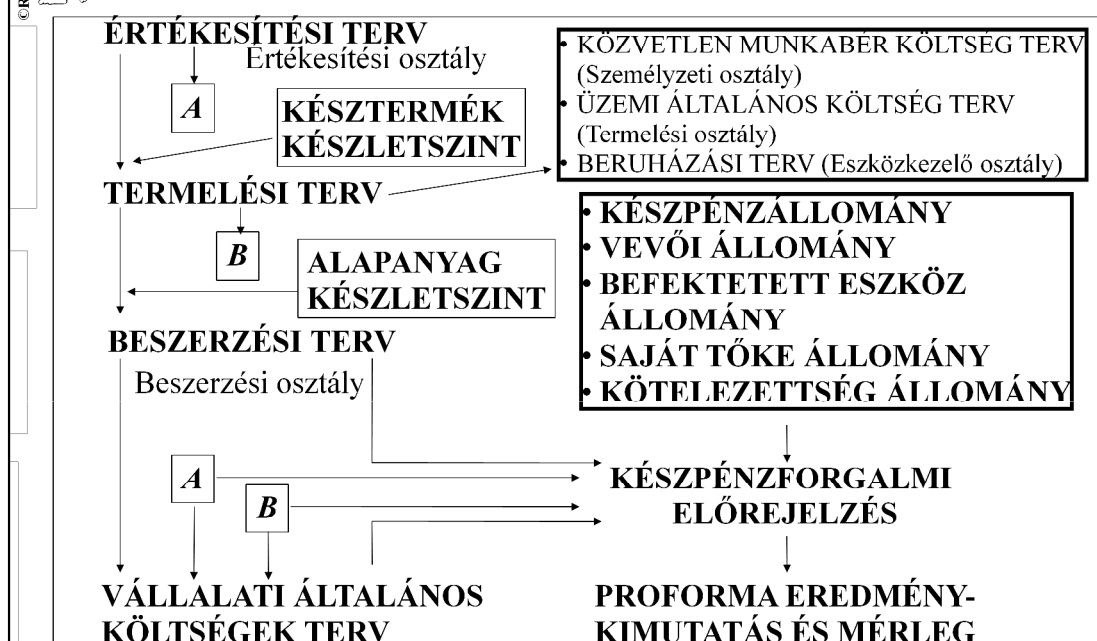 ©R
ÉRTÉKESÍTÉSI TERV
Értékesítési osztály
A
KÉSZTERMÉK
KÉSZLETSZINT
• KÖZVETLEN MUNKABÉR KÖLTSÉG TERV
(Személyzeti osztály)
• ÜZEMI ÁLTALÁNOS KÖLTSÉG TERV
(Termelési osztály)
• BERUHÁZÁSI TERV (Eszközkezelő osztály)
TERMELÉSI TERV
B
ALAPANYAG
KÉSZLETSZINT
• KÉSZPÉNZÁLLOMÁNY
• VEVŐI ÁLLOMÁNY
• BEFEKTETETT ESZKÖZ
ÁLLOMÁNY
• SAJÁT TŐKE ÁLLOMÁNY
• KÖTELEZETTSÉG ÁLLOMÁNY
BESZERZÉSI TERV
Beszerzési osztály
A
B
KÉSZPÉNZFORGALMI
ELŐREJELZÉS
VÁLLALATI ÁLTALÁNOS
KÖLTSÉGEK TERV
PROFORMA EREDMÉNY-
KIMUTATÁS ÉS MÉRLEG